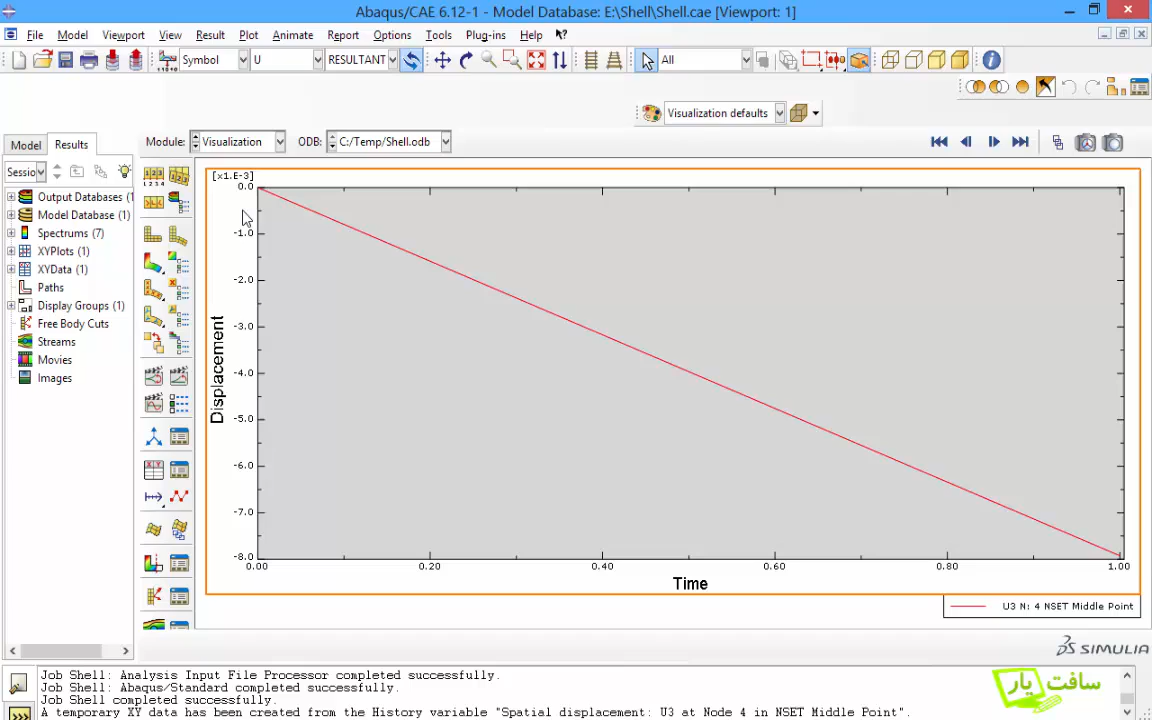 Abaqus/CAE 6.12-1 - Model Database: E:\Shell\Shell.cae [Viewport: 1]
File Model Viewport View Result Plot Animate Report Options Tools Plug-ins Help
Symbol U RESULTANT All
Visualization defaults
Model Results Module: Visualization ODB: C:/Temp/Shell.odb
Sessio
Output Databases (1
Model Database (1)
Spectrums (7)
XYPlots (1)
XYData (1)
Paths
Display Groups (1)
Free Body Cuts
Streams
Movies
Images
[x1.E-3]
0.0
-1.0
-2.0
-3.0
-4.0
-5.0
-6.0
-7.0
-8.0
Displacement
0.00 0.20 0.40 0.60 0.80 1.00
Time
U3 N: 4 NSET Middle Point
SIMULIA
Job Shell: Analysis Input File Processor completed successfully.
Job Shell: Abaqus/Standard completed successfully.
Job Shell completed successfully.
A temporary XY data has been created from the History variable "Spatial displacement: U3 at Node 4 in NSET Middle Point".
سافت یار